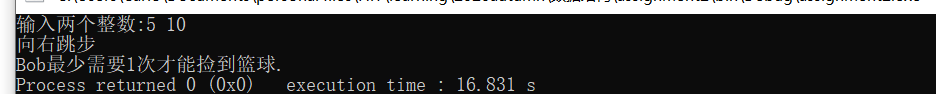 输入两个整数:5 10
向右跳步
Bob最少需要1次才能捡到篮球.
Process returned 0 (0x0)   execution time : 16.831 s